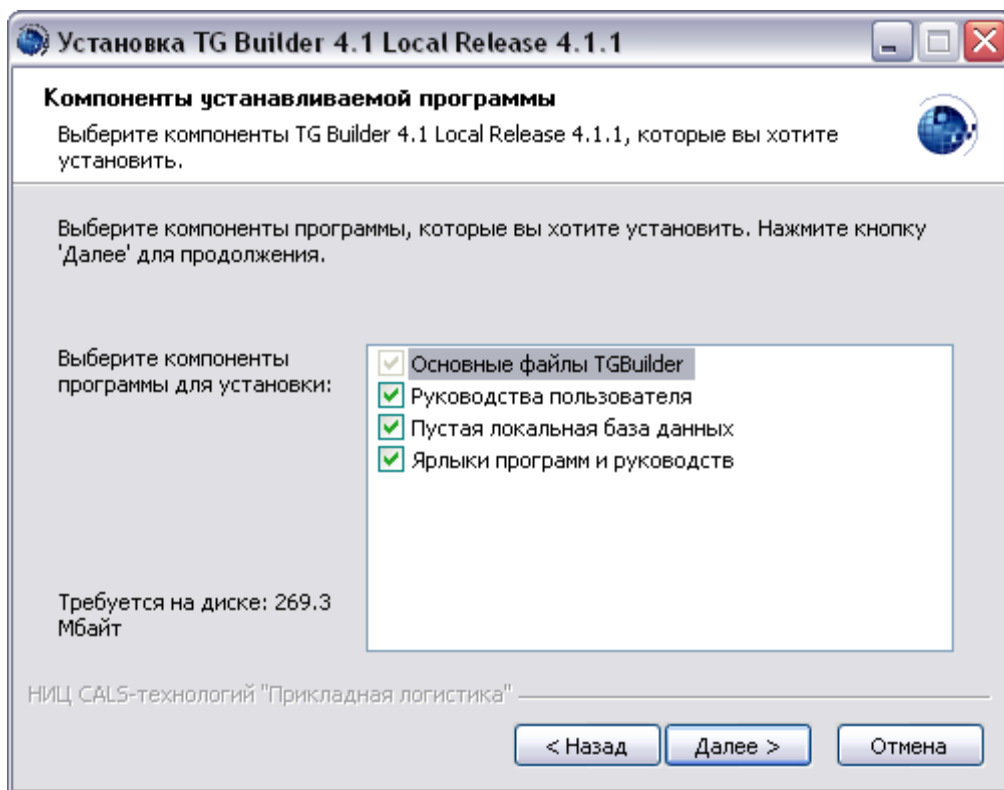 Установка TG Builder 4.1 Local Release 4.1.1
Компоненты устанавливаемой программы
Выберите компоненты TG Builder 4.1 Local Release 4.1.1, которые вы хотите
установить.
Выберите компоненты программы, которые вы хотите установить. Нажмите кнопку
'Далее' для продолжения.
Выберите компоненты
программы для установки:
Основные файлы TGBuilder
Руководства пользователя
Пустая локальная база данных
Ярлыки программ и руководств
Требуется на диске: 269.3
Мбайт
НИЦ CALS-технологий "Прикладная логистика"
< Назад
Далее >
Отмена